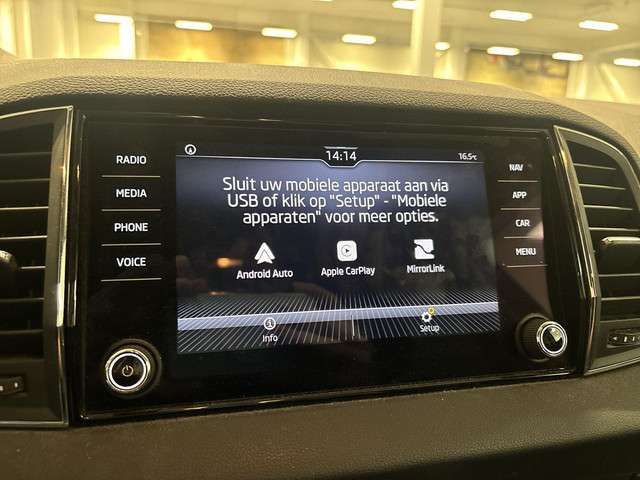 14:14
16.5°C
RADIO
MEDIA
PHONE
VOICE
Sluit uw mobiele apparaat aan via
USB of klik op "Setup" - "Mobiele
apparaten" voor meer opties.
Android Auto
Apple CarPlay
MirrorLink
Info
Setup
NAV
APP
CAR
MENU